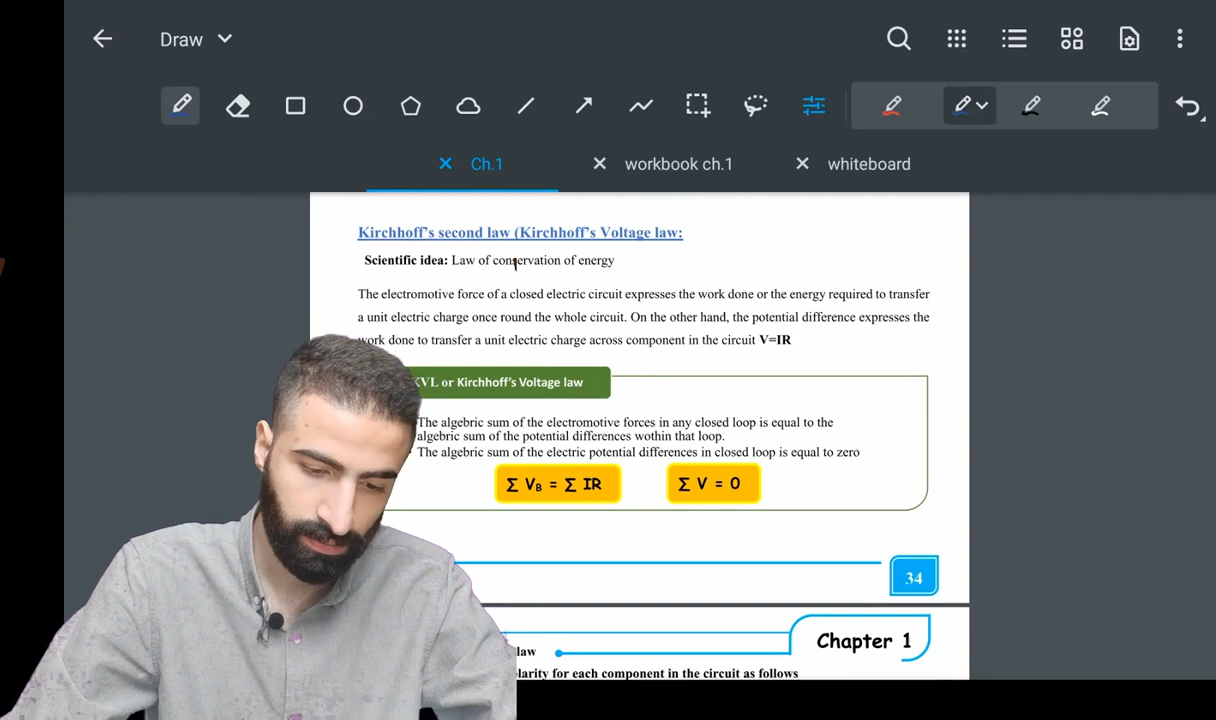 Draw
Ch.1
workbook ch.1
whiteboard
Kirchhoff's second law (Kirchhoff's Voltage law:
Scientific idea: Law of conservation of energy
The electromotive force of a closed electric circuit expresses the work done or the energy required to transfer
a unit electric charge once round the whole circuit. On the other hand, the potential difference expresses the
work done to transfer a unit electric charge across component in the circuit V=IR
KVL or Kirchhoff's Voltage law
The algebric sum of the electromotive forces in any closed loop is equal to the
algebric sum of the potential differences wothin that loop.
The algebric sum of the electric potential differences in closed loop is equal to zero
Σ VB = Σ IR
Σ V = 0
34
Chapter 1
law
for each component in the circuit as follows